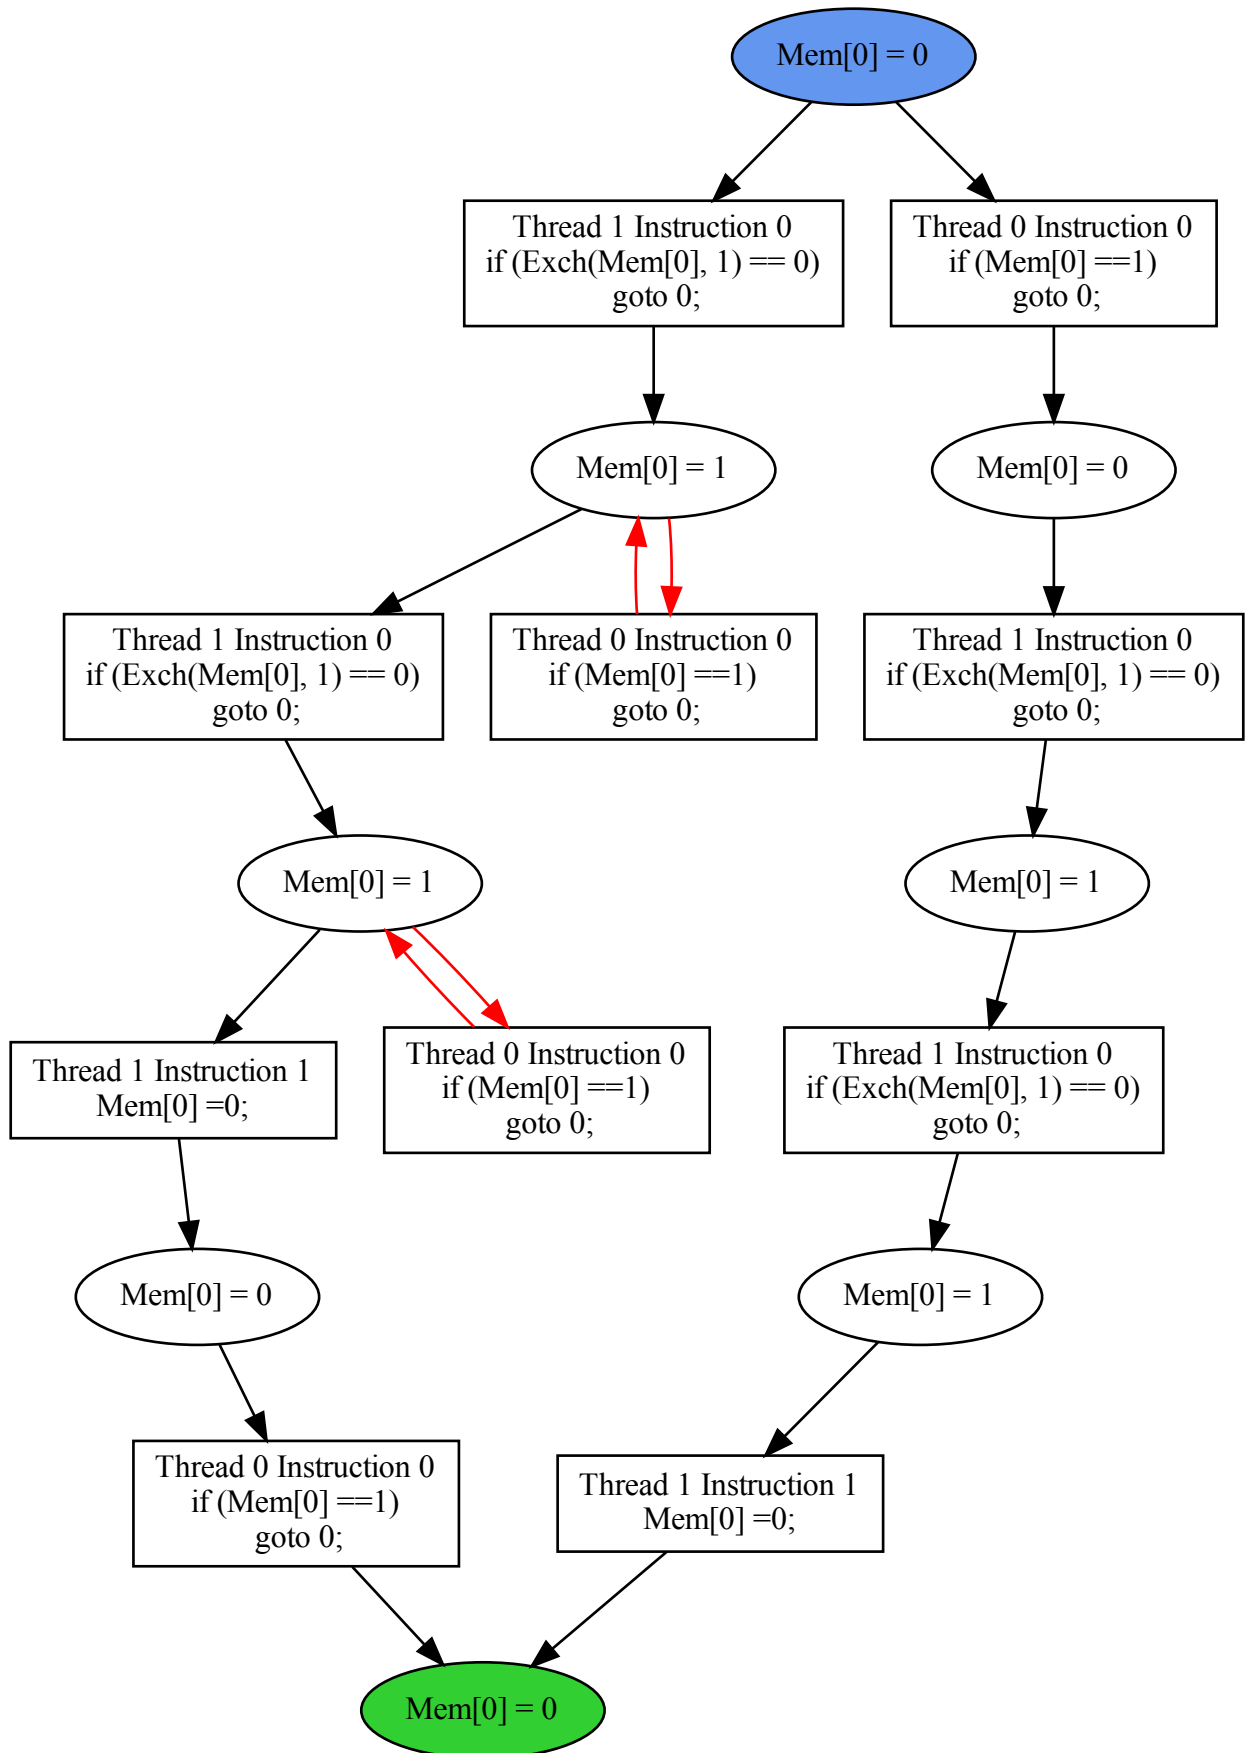 Mem[0] = 0
Thread 1 Instruction 0
if (Exch(Mem[0], 1) == 0)
goto 0;
Thread 0 Instruction 0
if (Mem[0] ==1)
goto 0;
Mem[0] = 1
Mem[0] = 0
Thread 1 Instruction 0
if (Exch(Mem[0], 1) == 0)
goto 0;
Thread 0 Instruction 0
if (Mem[0] ==1)
goto 0;
Thread 1 Instruction 0
if (Exch(Mem[0], 1) == 0)
goto 0;
Mem[0] = 1
Mem[0] = 1
Thread 1 Instruction 1
Mem[0] =0;
Thread 0 Instruction 0
if (Mem[0] ==1)
goto 0;
Thread 1 Instruction 0
if (Exch(Mem[0], 1) == 0)
goto 0;
Mem[0] = 0
Mem[0] = 1
Thread 0 Instruction 0
if (Mem[0] ==1)
goto 0;
Thread 1 Instruction 1
Mem[0] =0;
Mem[0] = 0